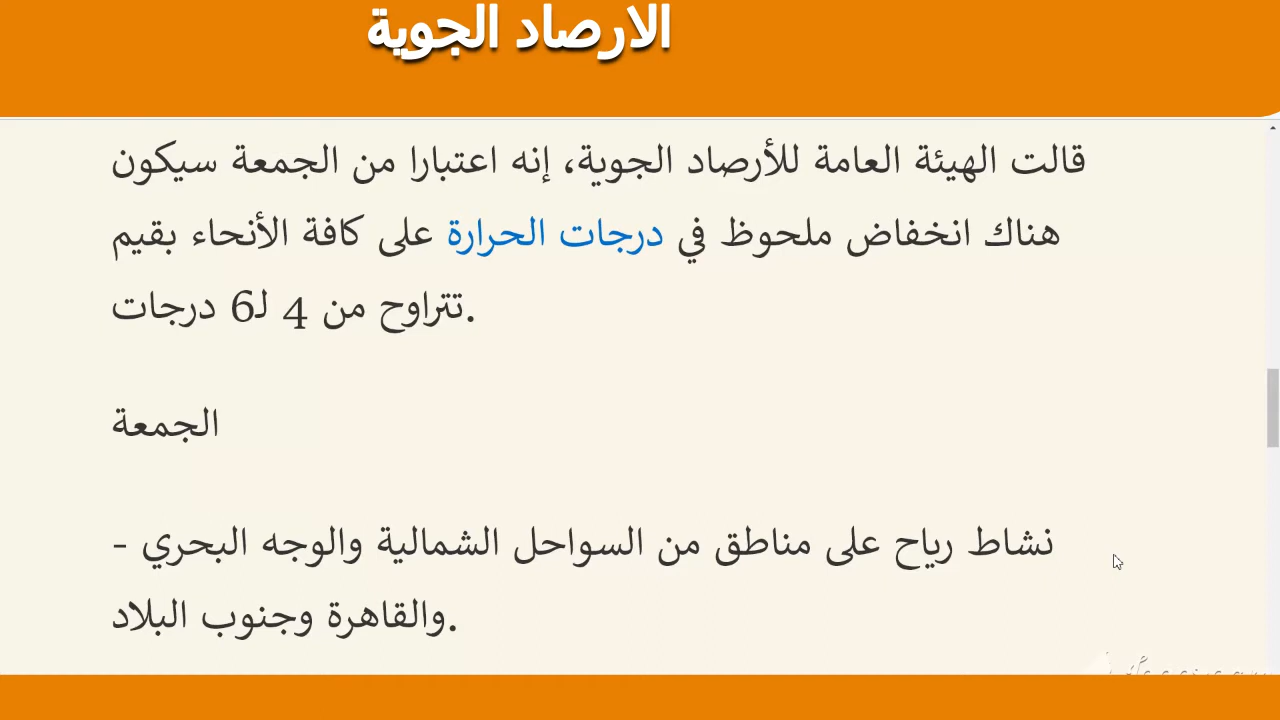 الارصاد الجوية
قالت الهيئة العامة للأرصاد الجوية، إنه اعتبارا من الجمعة سيكون
هناك انخفاض ملحوظ في درجات الحرارة على كافة الأنحاء بقيم
تتراوح من 4 لـ6 درجات.
الجمعة
- نشاط رياح على مناطق من السواحل الشمالية والوجه البحري
والقاهرة وجنوب البلاد.